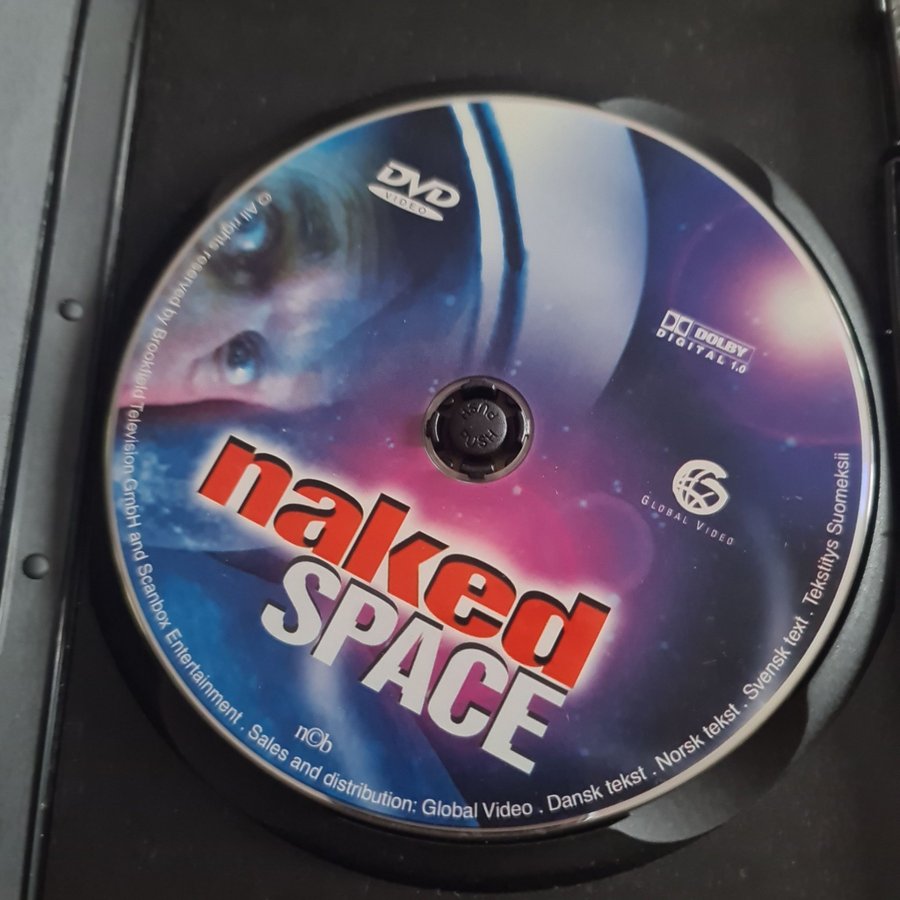 DVD
VIDEO
DOLBY
DIGITAL 1.0
GLOBAL VIDEO
PUSH
naked
SPACE
n©b
© All rights reserved by Brookfield Television GmbH and Scanbox Entertainment . Sales and distribution: Global Video . Dansk tekst . Norsk tekst . Svensk text . Tekstitys Suomeksii